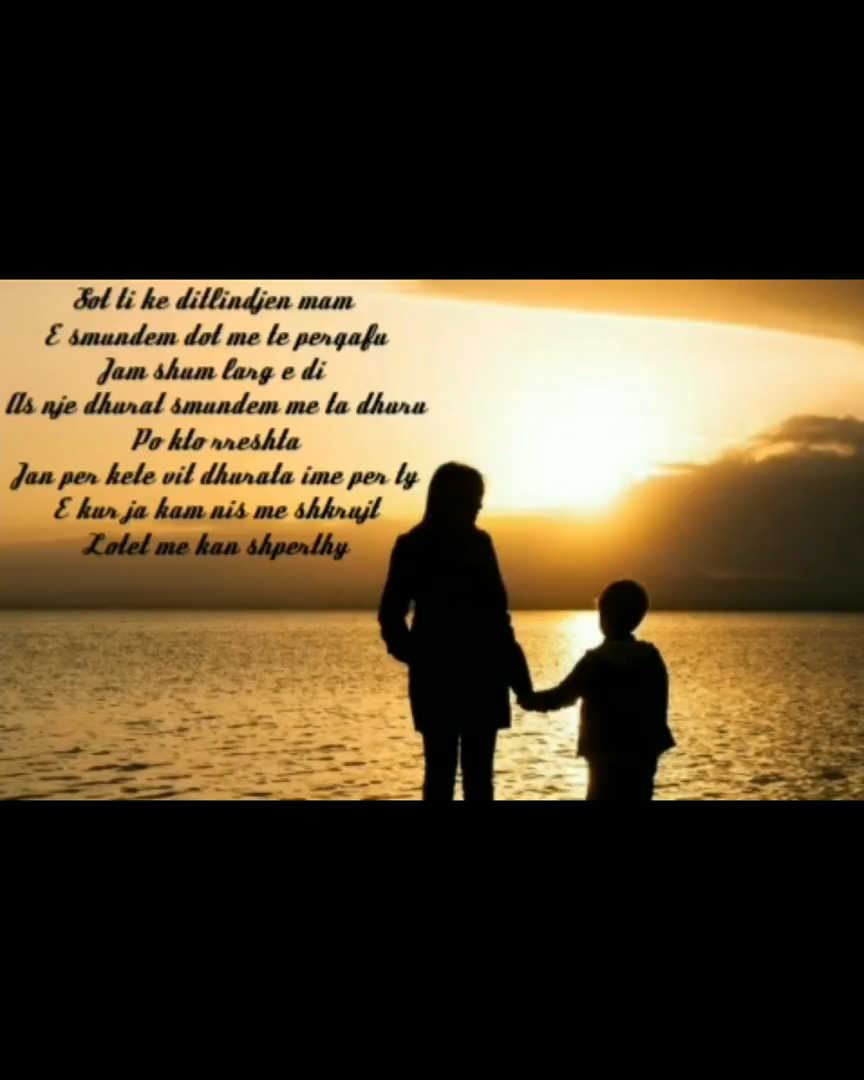 Sot ti ke ditlindjen mam
E smundem dot me te perqafu
Jam shum larg e di
As nje dhurat smundem me ta dhuru
Po kto rreshta
Jan per kete vit dhurata ime per ty
E kur ja kam nis me shkrujt
Lotet me kan shperthy